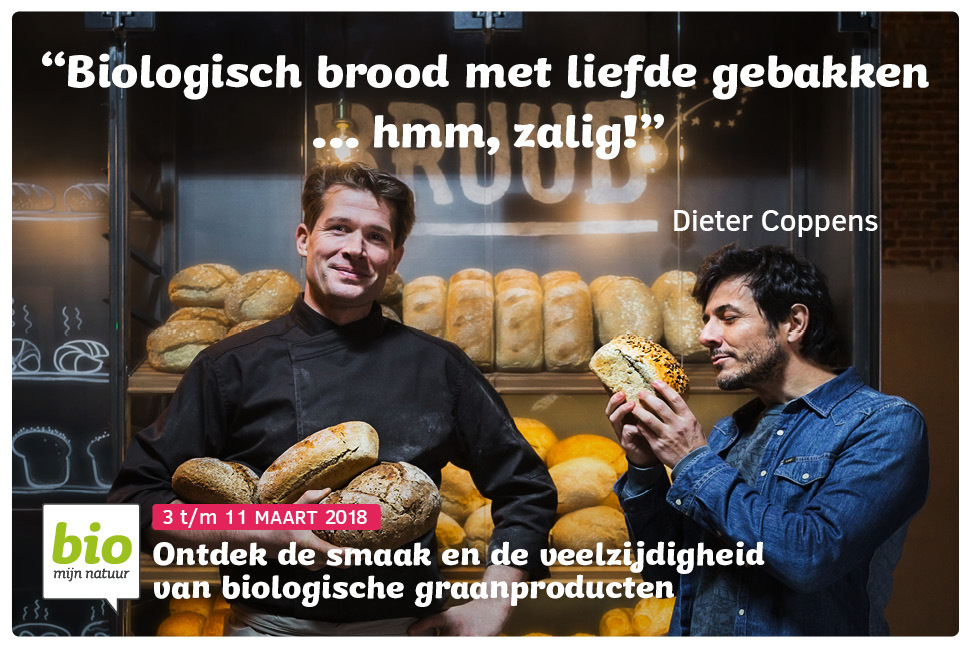 “Biologisch brood met liefde gebakken
... hmm, zalig!”
BRUUD
Dieter Coppens
3 t/m 11 MAART 2018
bio
mijn natuur
Ontdek de smaak en de veelzijdigheid
van biologische graanproducten